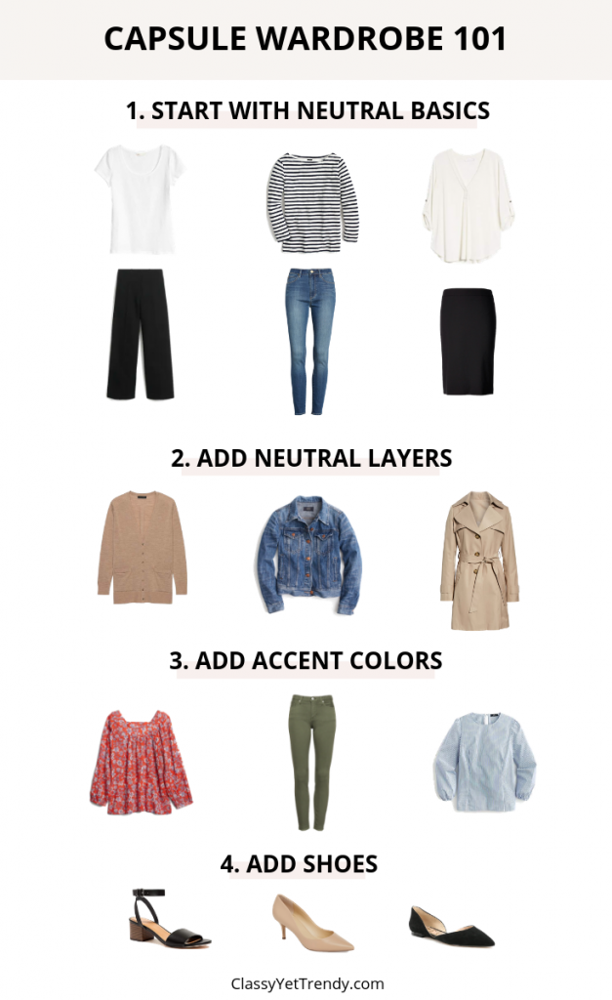 CAPSULE WARDROBE 101
1. START WITH NEUTRAL BASICS
2. ADD NEUTRAL LAYERS
3. ADD ACCENT COLORS
4. ADD SHOES
ClassyYetTrendy.com